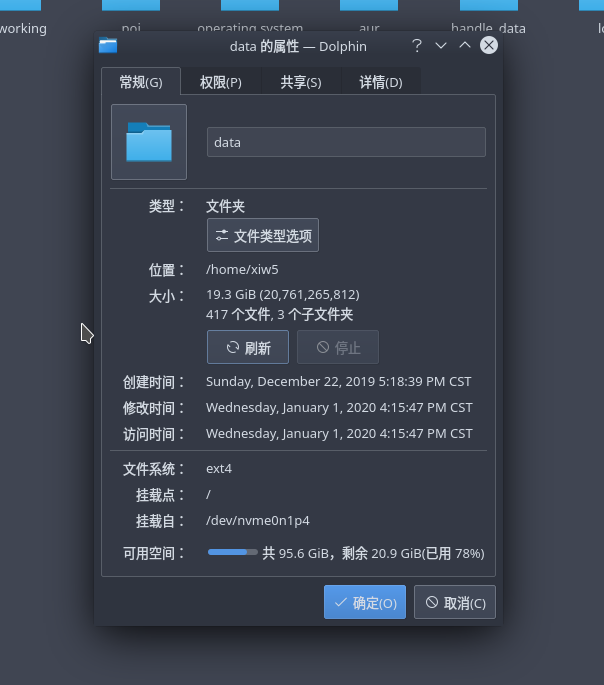 working
poi
operating system
aur
handle_data
data 的属性 — Dolphin
常规(G) 权限(P) 共享(S) 详情(D)
data
类型： 文件夹
文件类型选项
位置： /home/xiw5
大小： 19.3 GiB (20,761,265,812)
417 个文件, 3 个子文件夹
刷新 停止
创建时间： Sunday, December 22, 2019 5:18:39 PM CST
修改时间： Wednesday, January 1, 2020 4:15:47 PM CST
访问时间： Wednesday, January 1, 2020 4:15:47 PM CST
文件系统： ext4
挂载点： /
挂载自： /dev/nvme0n1p4
可用空间： 共 95.6 GiB，剩余 20.9 GiB(已用 78%)
确定(O) 取消(C)